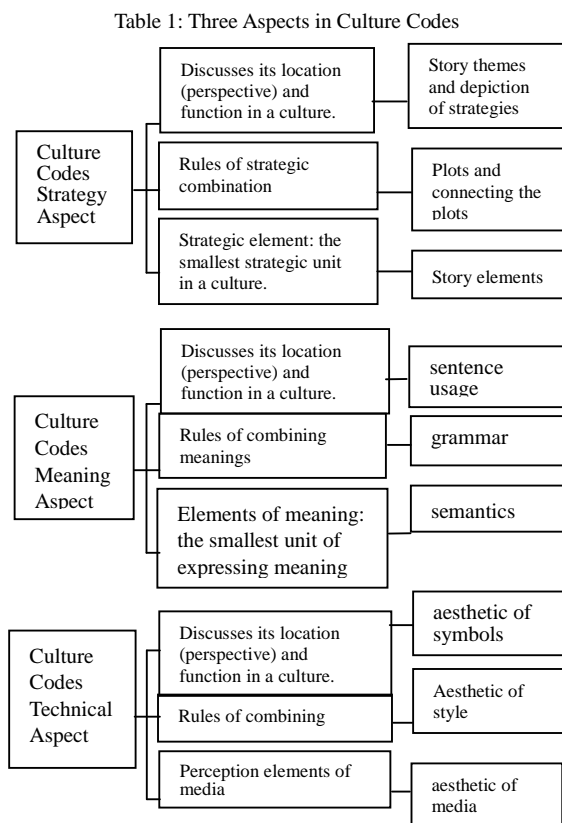 Table 1: Three Aspects in Culture Codes
Culture
Codes
Strategy
Aspect
Discusses its location
(perspective) and
function in a culture.
Story themes
and depiction
of strategies
Rules of strategic
combination
Plots and
connecting the
plots
Strategic element: the
smallest strategic unit
in a culture.
Story elements
Culture
Codes
Meaning
Aspect
Discusses its location
(perspective) and
function in a culture.
sentence
usage
Rules of combining
meanings
grammar
Elements of meaning:
the smallest unit of
expressing meaning
semantics
Culture
Codes
Technical
Aspect
Discusses its location
(perspective) and
function in a culture.
aesthetic of
symbols
Rules of combining
Aesthetic of
style
Perception elements of
media
aesthetic of
media